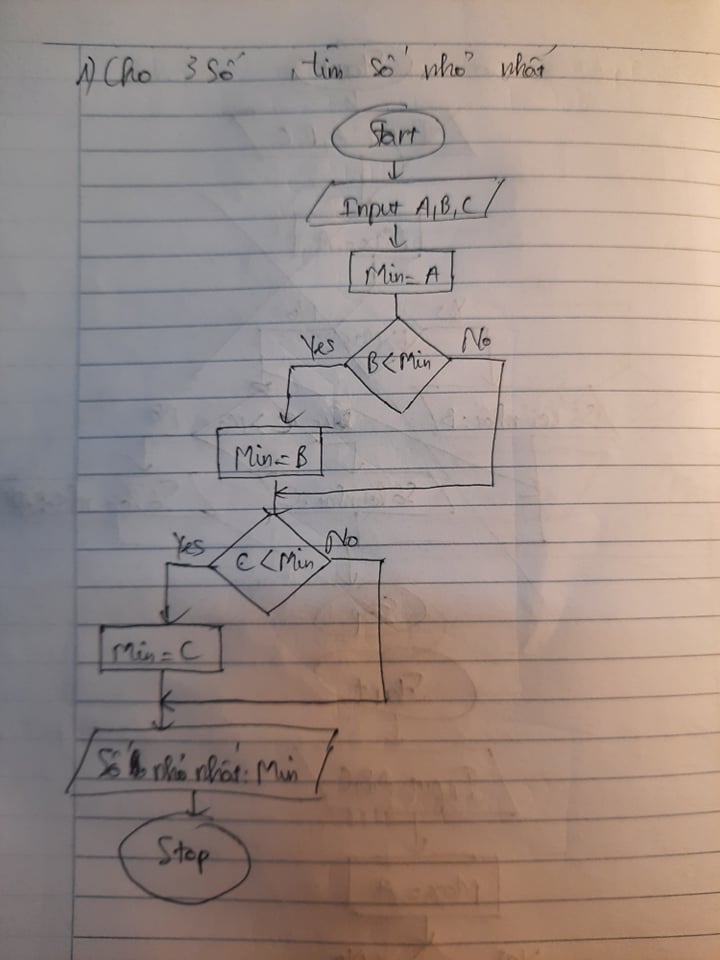 1) Cho 3 số , tìm số nhỏ nhất
Start
Input A, B, C
Min = A
Yes
B < Min
No
Min = B
Yes
C < Min
No
Min = C
Số nhỏ nhất: Min
Stop